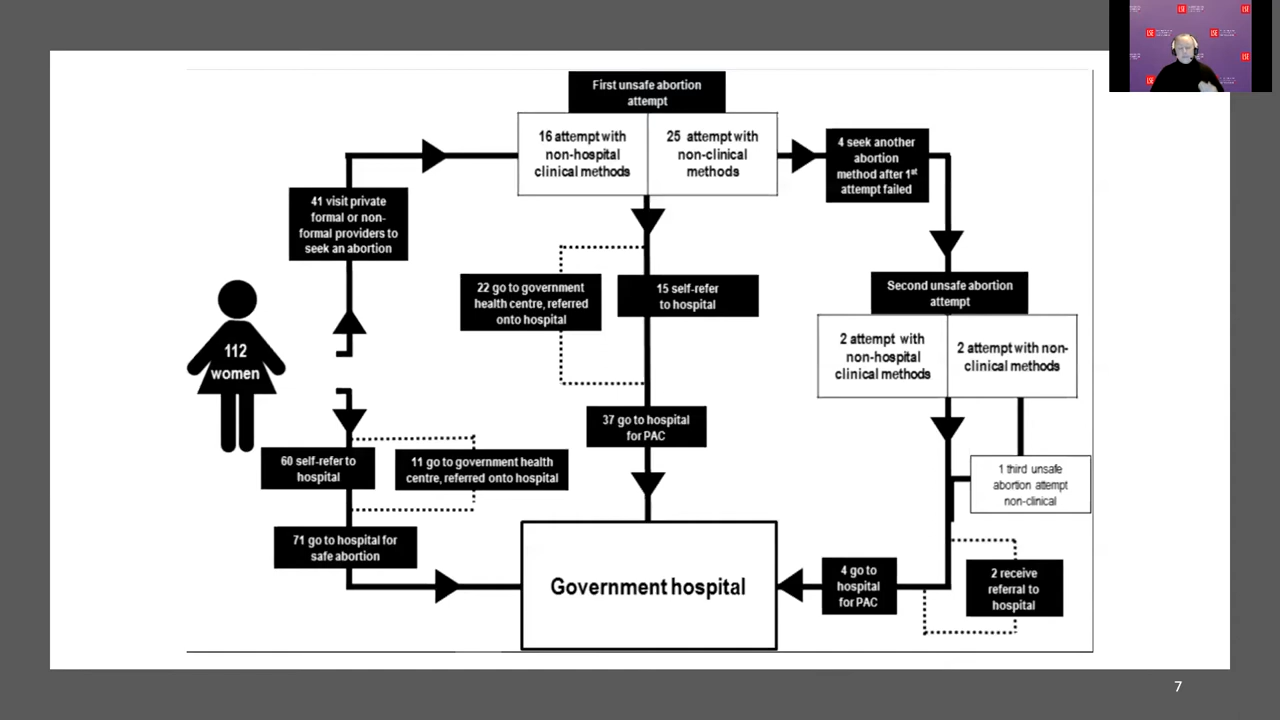 First unsafe abortion
attempt
16 attempt with
non-hospital
clinical methods
25 attempt with
non-clinical
methods
4 seek another
abortion
method after 1st
attempt failed
41 visit private
formal or non-
formal providers to
seek an abortion
22 go to government
health centre, referred
onto hospital
15 self-refer
to hospital
Second unsafe abortion
attempt
2 attempt with
non-hospital
clinical methods
2 attempt with non-
clinical methods
112
women
37 go to hospital
for PAC
60 self-refer to
hospital
11 go to government health
centre, referred onto hospital
1 third unsafe
abortion attempt
non-clinical
71 go to hospital for
safe abortion
Government hospital
4 go to
hospital
for PAC
2 receive
referral to
hospital
7
LSE
LSE
LSE
LSE
LSE
LSE